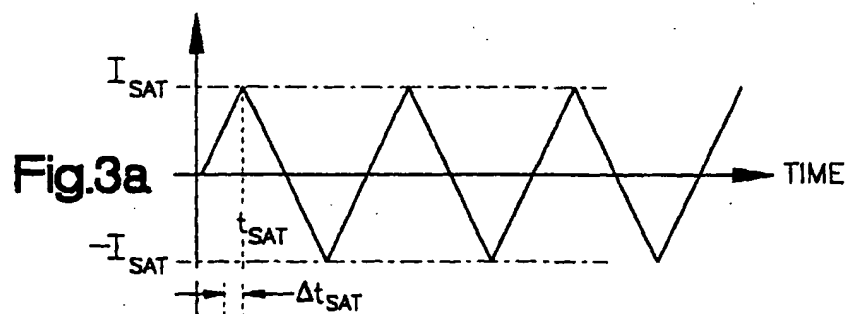 I_SAT
Fig.3a
TIME
t_SAT
-I_SAT
Δt_SAT